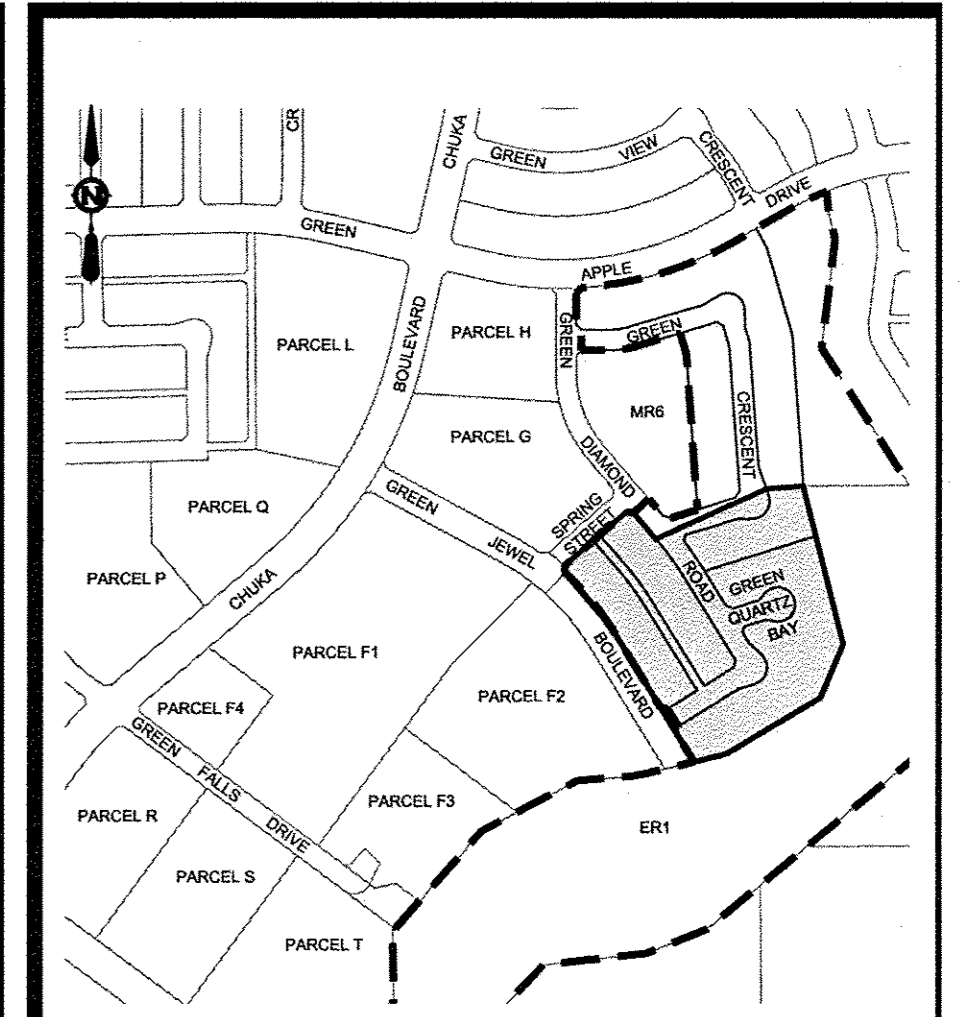 CR
CHUKA
GREEN VIEW CRESCENT
DRIVE
N
GREEN
APPLE
BOULEVARD
PARCEL L
PARCEL H
GREEN
GREEN
MR6
CRESCENT
PARCEL G
DIAMOND
GREEN
JEWEL
SPRING
STREET
PARCEL Q
PARCEL P
CHUKA
ROAD
GREEN
QUARTZ
BAY
PARCEL F1
BOULEVARD
PARCEL F2
PARCEL F4
GREEN FALLS DRIVE
PARCEL F3
PARCEL R
ER1
PARCEL S
PARCEL T